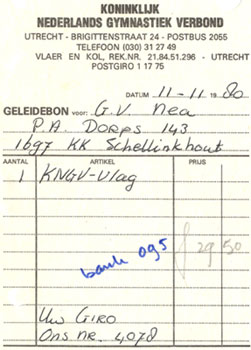 KONINKLIJK
NEDERLANDS GYMNASTIEK VERBOND
UTRECHT - BRIGITTENSTRAAT 24 - POSTBUS 2055
TELEFOON (030) 31 27 49
VLAER EN KOL, REK.NR. 21.84.51.296 - UTRECHT
POSTGIRO 1 17 75
DATUM 11-11-1980
GELEIDEBON voor: G.V. Nea
P.A. Dorps 143
1697 KK Schellinkhout
AANTAL ARTIKEL PRIJS
1 KNGV-vlag
bank 095
ƒ 29 50
Uw GIRO
Ons nr. 4078